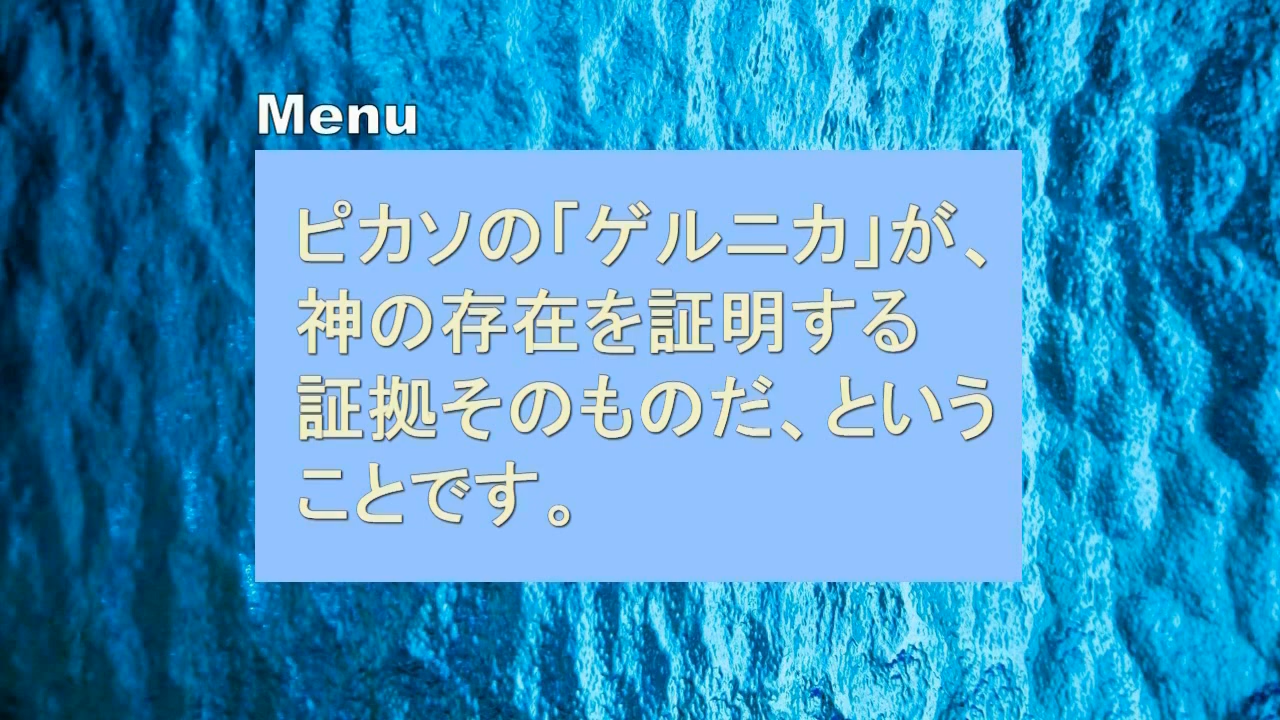 Menu
ピカソの「ゲルニカ」が、
神の存在を証明する
証拠そのものだ、という
ことです。